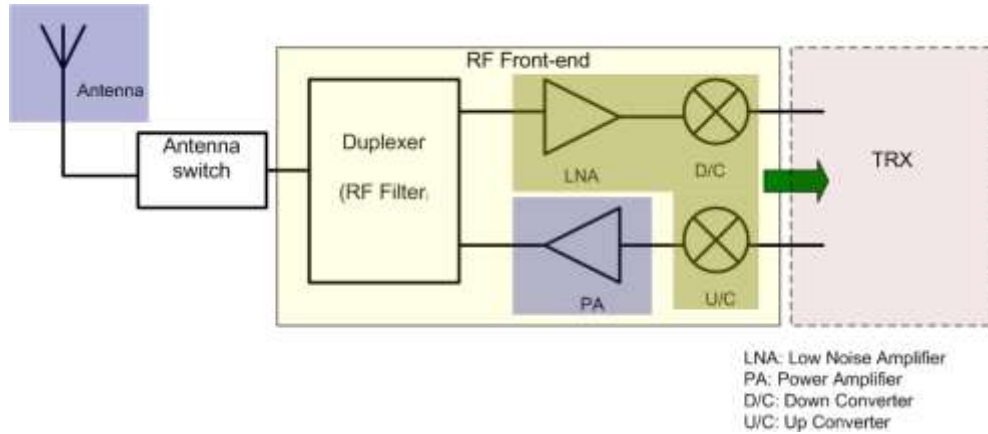 Antenna
Antenna
switch
RF Front-end
Duplexer
(RF Filter
LNA
D/C
PA
U/C
TRX
LNA: Low Noise Amplifier
PA: Power Amplifier
D/C: Down Converter
U/C: Up Converter